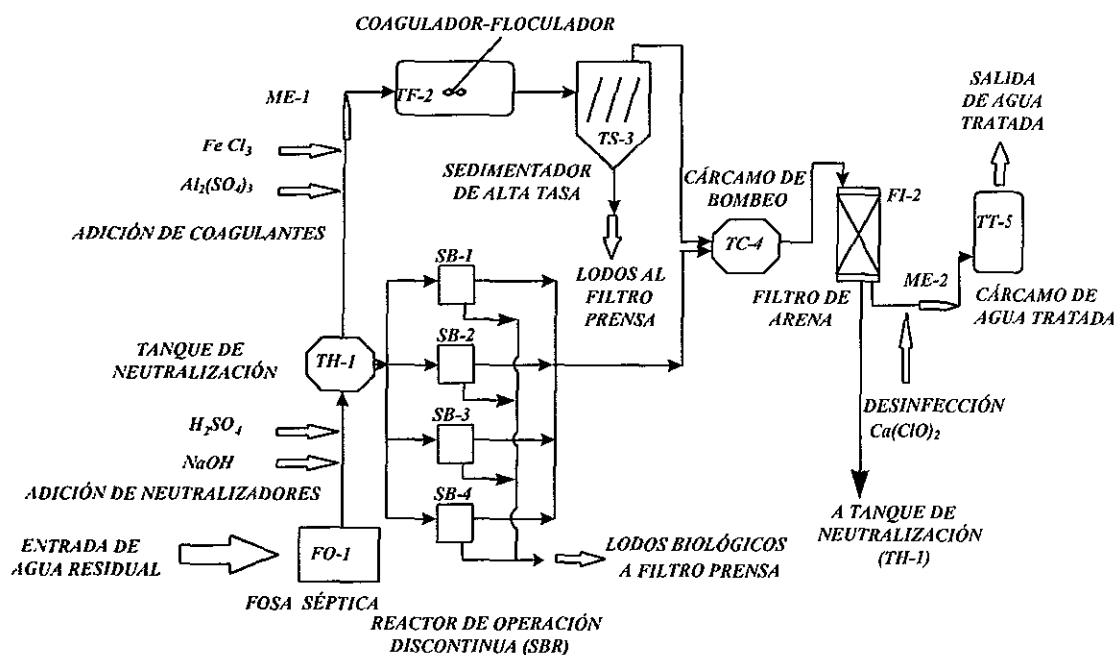 COAGULADOR-FLOCULADOR
ME-1
TF-2
TS-3
SALIDA
DE AGUA
TRATADA
Fe Cl₃
Al₂(SO₄)₃
SEDIMENTADOR
DE ALTA TASA
CÁRCAMO DE
BOMBEO
FI-2
TT-5
ADICIÓN DE COAGULANTES
SB-1
TC-4
LODOS AL
FILTRO
PRENSA
FILTRO DE
ARENA
ME-2
CÁRCAMO DE
AGUA TRATADA
TANQUE DE
NEUTRALIZACIÓN
TH-1
SB-2
H₂SO₄
NaOH
SB-3
DESINFECCIÓN
Ca(ClO)₂
ADICIÓN DE NEUTRALIZADORES
SB-4
ENTRADA DE
AGUA RESIDUAL
FO-1
LODOS BIOLÓGICOS
A FILTRO PRENSA
A TANQUE DE
NEUTRALIZACIÓN
(TH-1)
FOSA SÉPTICA
REACTOR DE OPERACIÓN
DISCONTINUA (SBR)